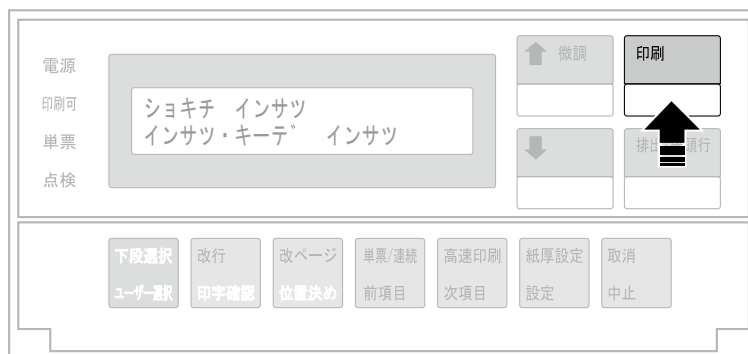 電源
印刷可
単票
点検
ショキチ インサツ
インサツ・キーデ゛ インサツ
微調
印刷
排出 頭行
下段選択
ユーザー選択
改行
印字確認
改ページ
位置決め
単票/連続
前項目
高速印刷
次項目
紙厚設定
設定
取消
中止